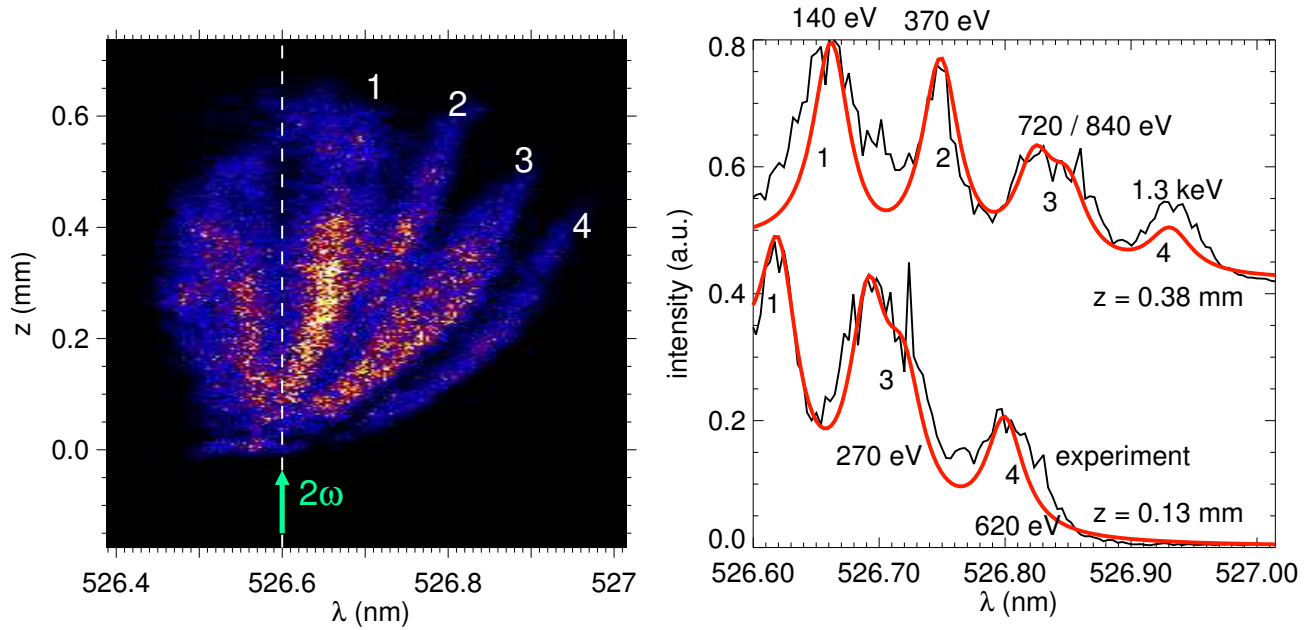 1
2
3
4
z (mm)
0.6
0.4
0.2
0.0
2ω
526.4 526.6 526.8 527
λ (nm)
140 eV 370 eV
0.8
720 / 840 eV
1.3 keV
1 2 3 4
0.6
z = 0.38 mm
intensity (a.u.)
0.4
1 3
270 eV
4
experiment
0.2
z = 0.13 mm
620 eV
0.0
526.60 526.70 526.80 526.90 527.00
λ (nm)